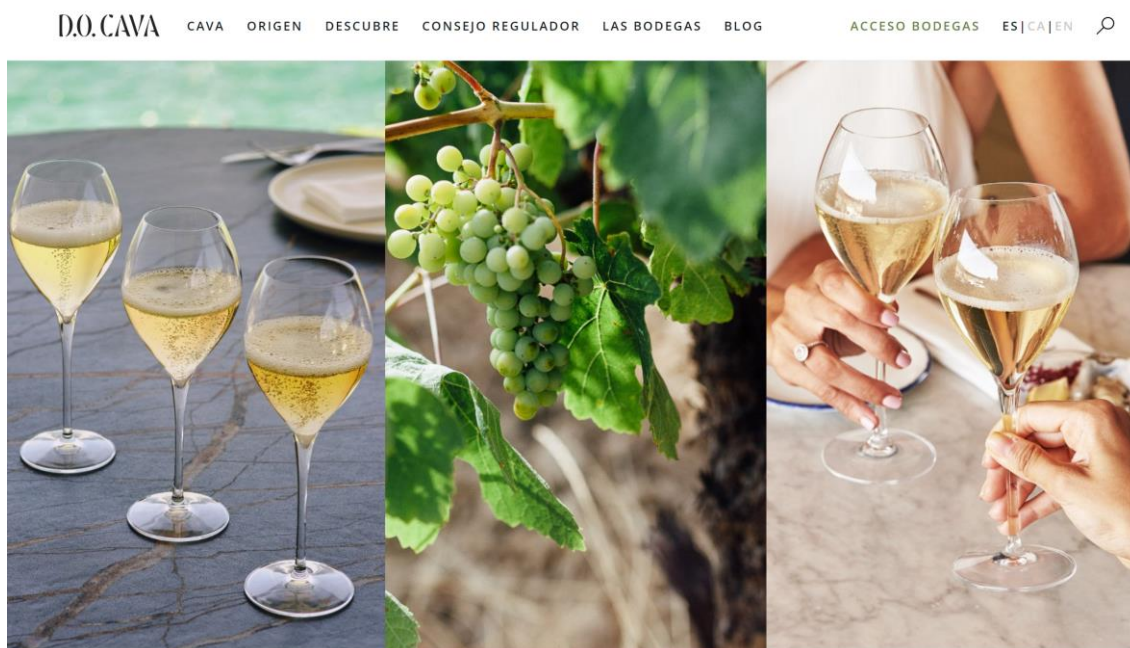 D.O. CAVA CAVA ORIGEN DESCUBRE CONSEJO REGULADOR LAS BODEGAS BLOG ACCESO BODEGAS ES|CA|EN